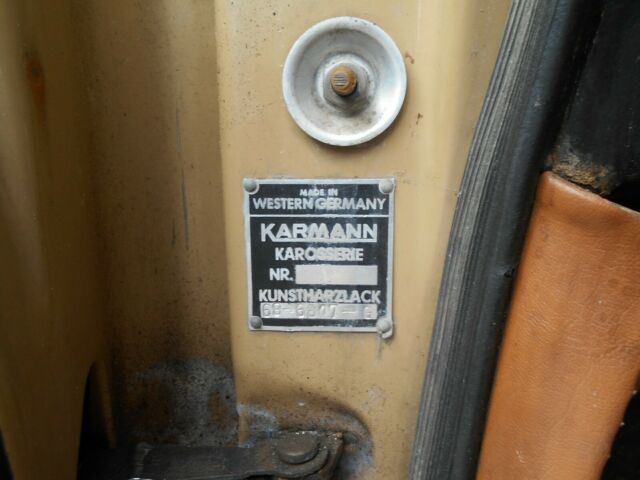 MADE IN
WESTERN GERMANY
KARMANN
KAROSSERIE
NR.
KUNSTHARZLACK